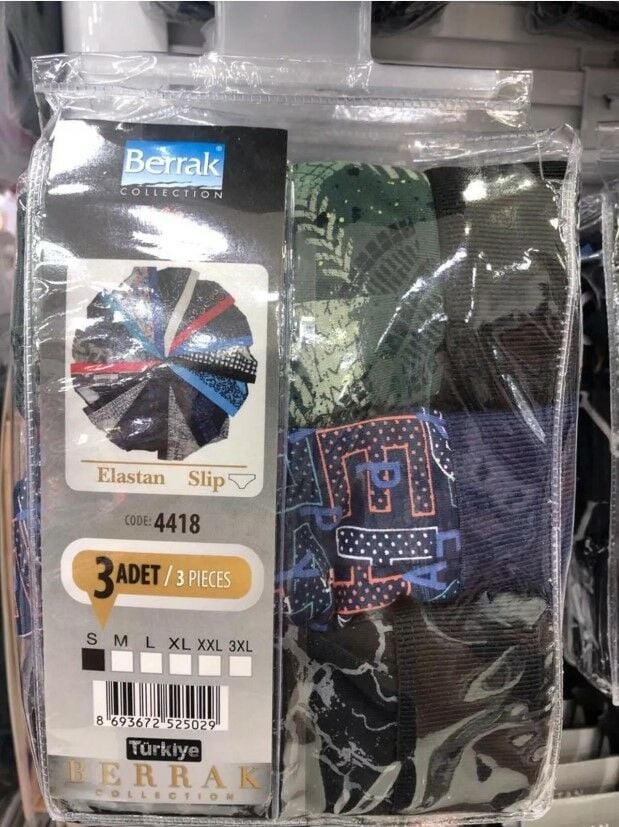 Berrak®
COLLECTION
Elastan Slip
CODE: 4418
3 ADET / 3 PIECES
S M L XL XXL 3XL
8 693672 525029
Türkiye
BERRAK
COLLECTION